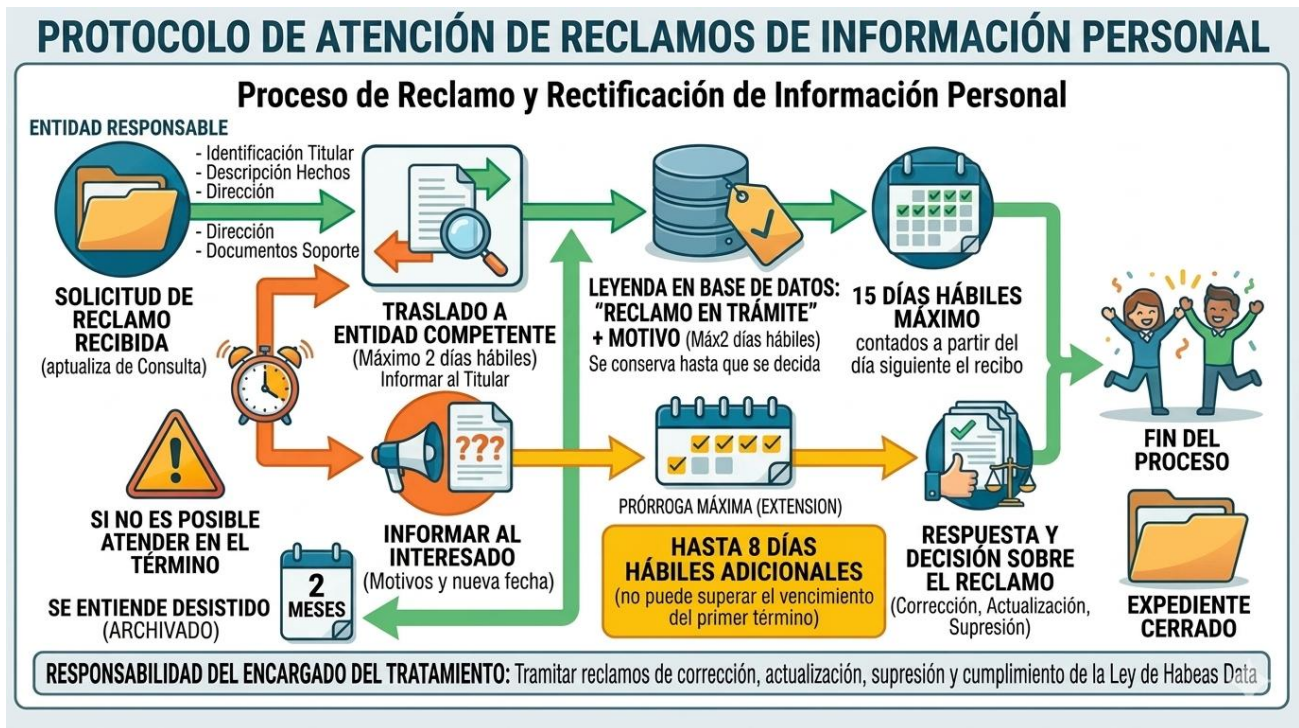 PROTOCOLO DE ATENCIÓN DE RECLAMOS DE INFORMACIÓN PERSONAL
Proceso de Reclamo y Rectificación de Información Personal
ENTIDAD RESPONSABLE
- Identificación Titular
- Descripción Hechos
- Dirección
- Dirección
- Documentos Soporte
SOLICITUD DE
RECLAMO
RECIBIDA
(aptualiza de Consulta)
TRASLADO A
ENTIDAD COMPETENTE
(Máximo 2 días hábiles)
Informar al Titular
LEYENDA EN BASE DE DATOS:
“RECLAMO EN TRÁMITE”
+ MOTIVO (Máx2 días hábiles)
Se conserva hasta que se decida
15 DÍAS HÁBILES
MÁXIMO
contados a partir del
día siguiente el recibo
SI NO ES POSIBLE
ATENDER EN EL
TÉRMINO
???
INFORMAR AL
INTERESADO
(Motivos y nueva fecha)
PRÓRROGA MÁXIMA (EXTENSION)
HASTA 8 DÍAS
HÁBILES ADICIONALES
(no puede superar el vencimiento
del primer término)
RESPUESTA Y
DECISIÓN SOBRE
EL RECLAMO
(Corrección, Actualización,
Supresión)
FIN DEL
PROCESO
EXPEDIENTE
CERRADO
SE ENTIENDE DESISTIDO
(ARCHIVADO)
2
MESES
RESPONSABILIDAD DEL ENCARGADO DEL TRATAMIENTO: Tramitar reclamos de corrección, actualización, supresión y cumplimiento de la Ley de Habeas Data